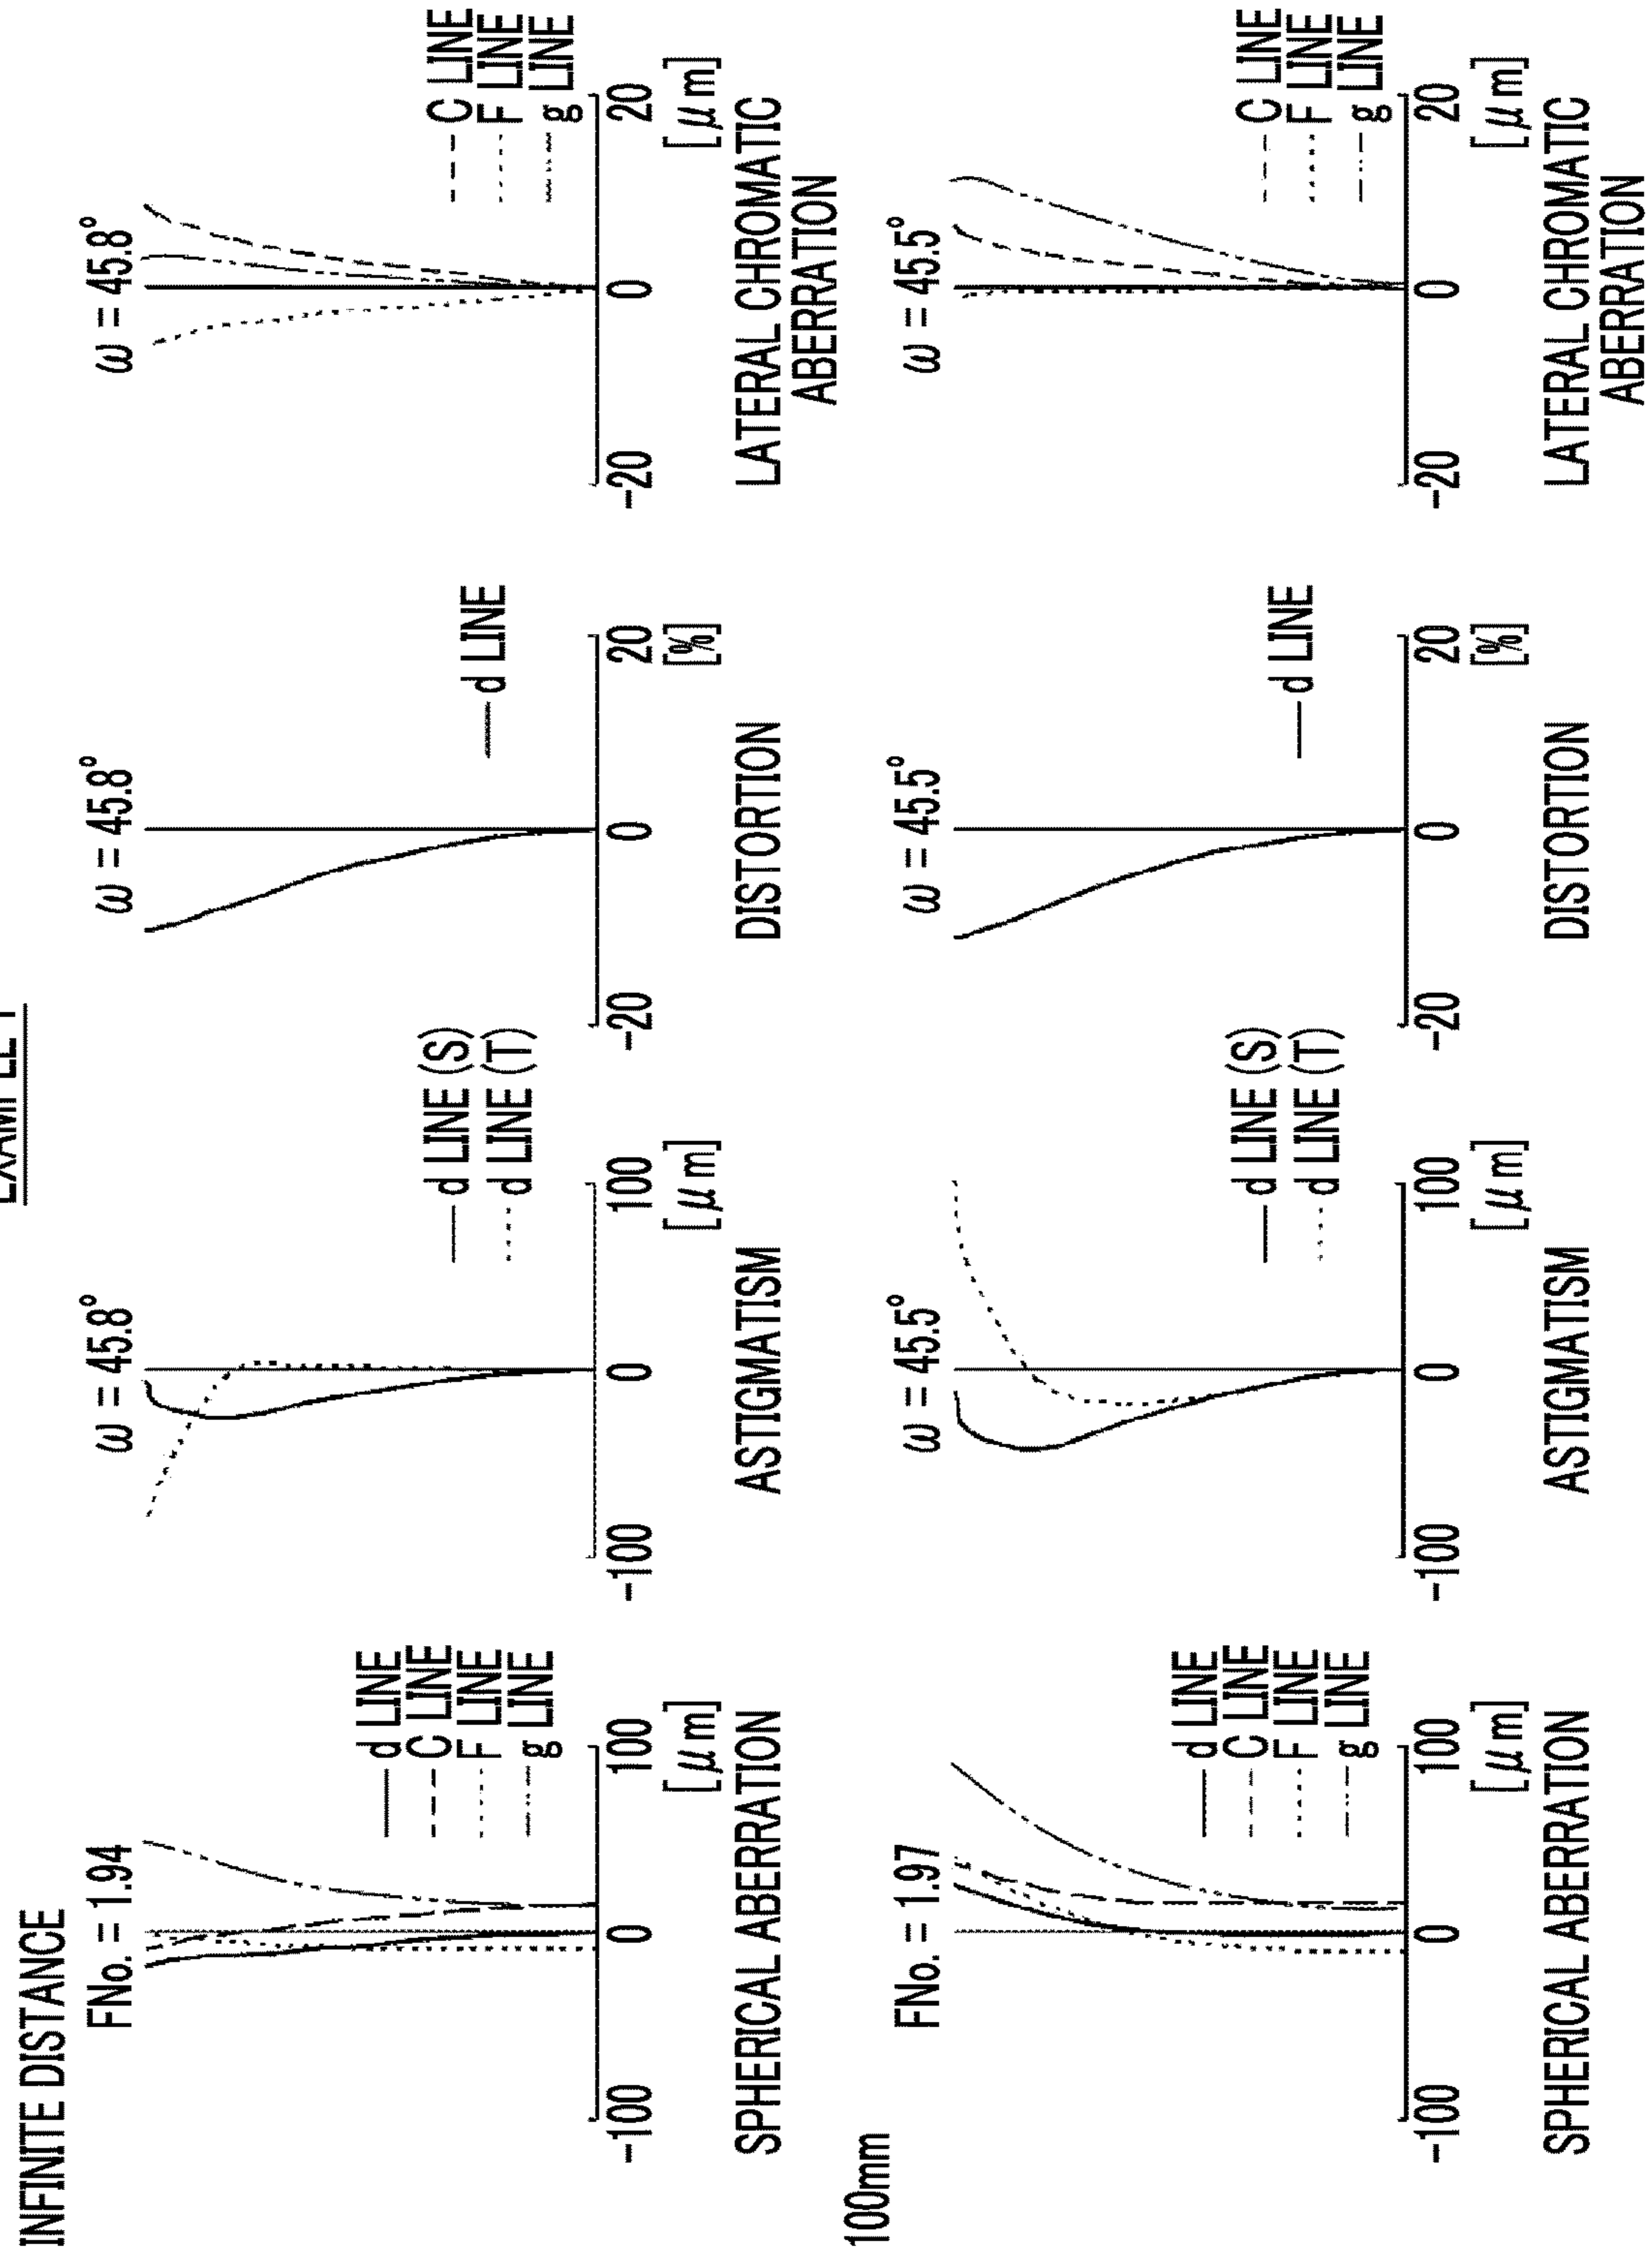 INFINITE DISTANCE
FNo. = 1.94
d LINE
C LINE
F LINE
g LINE
-100
0
100
[μm]
SPHERICAL ABERRATION
ω = 45.8°
d LINE (S)
d LINE (T)
-100
0
100
[μm]
ASTIGMATISM
ω = 45.8°
d LINE
-20
0
20
[%]
DISTORTION
ω = 45.8°
C LINE
F LINE
g LINE
-20
0
20
[μm]
LATERAL CHROMATIC
ABERRATION
100mm
FNo. = 1.97
d LINE
C LINE
F LINE
g LINE
-100
0
100
[μm]
SPHERICAL ABERRATION
ω = 45.5°
d LINE (S)
d LINE (T)
-100
0
100
[μm]
ASTIGMATISM
ω = 45.5°
d LINE
-20
0
20
[%]
DISTORTION
ω = 45.5°
C LINE
F LINE
g LINE
-20
0
20
[μm]
LATERAL CHROMATIC
ABERRATION